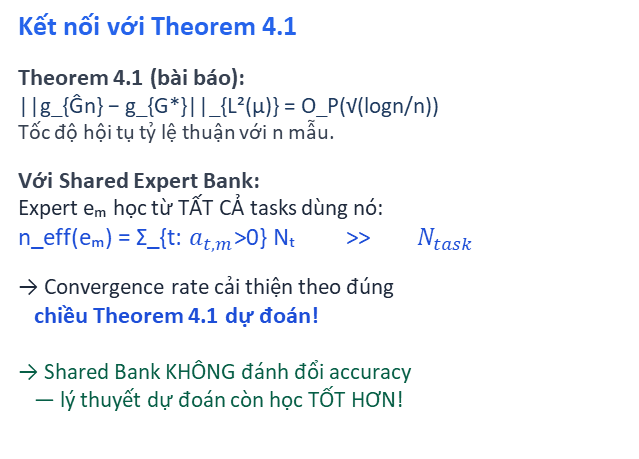 Kết nối với Theorem 4.1
Theorem 4.1 (bài báo):
||g_{Ĝn} − g_{G*}||_{L²(μ)} = O_P(√(logn/n))
Tốc độ hội tụ tỷ lệ thuận với n mẫu.
Với Shared Expert Bank:
Expert eₘ học từ TẤT CẢ tasks dùng nó:
n_eff(eₘ) = Σ_{t: 𝑎𝑡,𝑚>0} Nₜ >> 𝑁𝑡𝑎𝑠𝑘
→ Convergence rate cải thiện theo đúng
chiều Theorem 4.1 dự đoán!
→ Shared Bank KHÔNG đánh đổi accuracy
— lý thuyết dự đoán còn học TỐT HƠN!